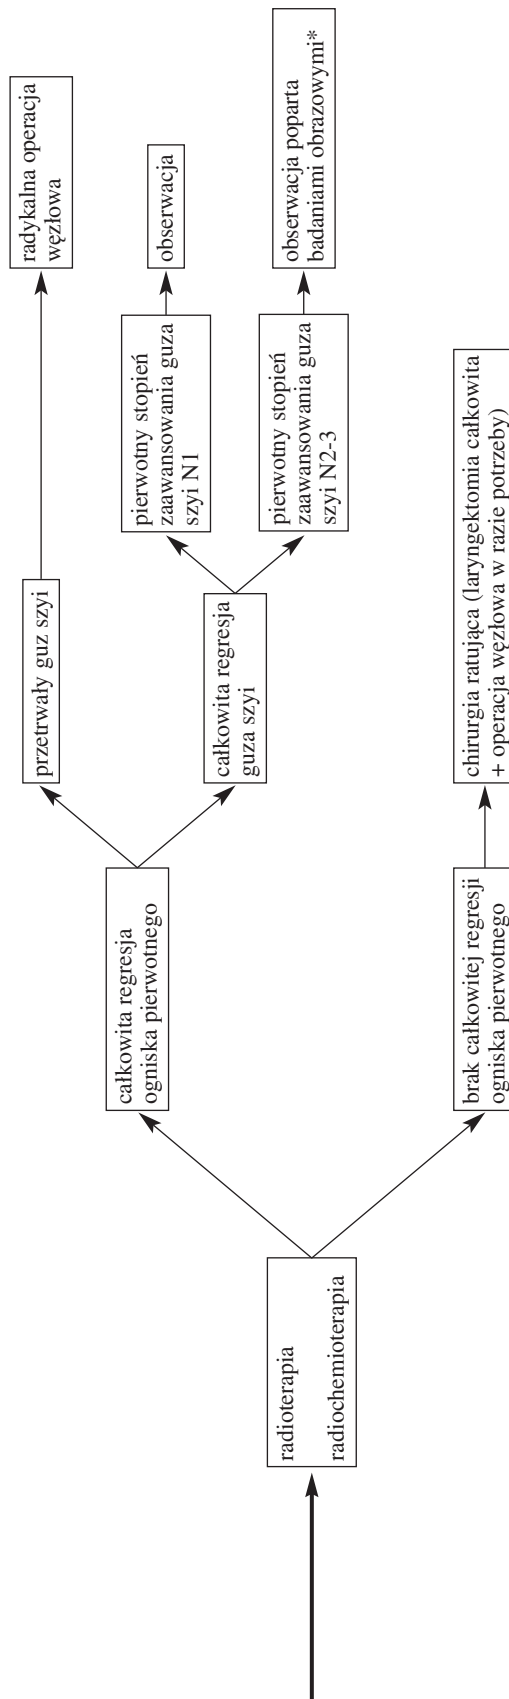 radioterapia
radiochemioterapia
całkowita regresja
ogniska pierwotnego
brak całkowitej regresji
ogniska pierwotnego
przetrwały guz szyi
całkowita regresja
guza szyi
chirurgia ratująca (laryngektomia całkowita
+ operacja węzłowa w razie potrzeby)
pierwotny stopień
zaawansowania guza
szyi N1
pierwotny stopień
zaawansowania guza
szyi N2-3
radykalna operacja
węzłowa
obserwacja
obserwacja poparta
badaniami obrazowymi*